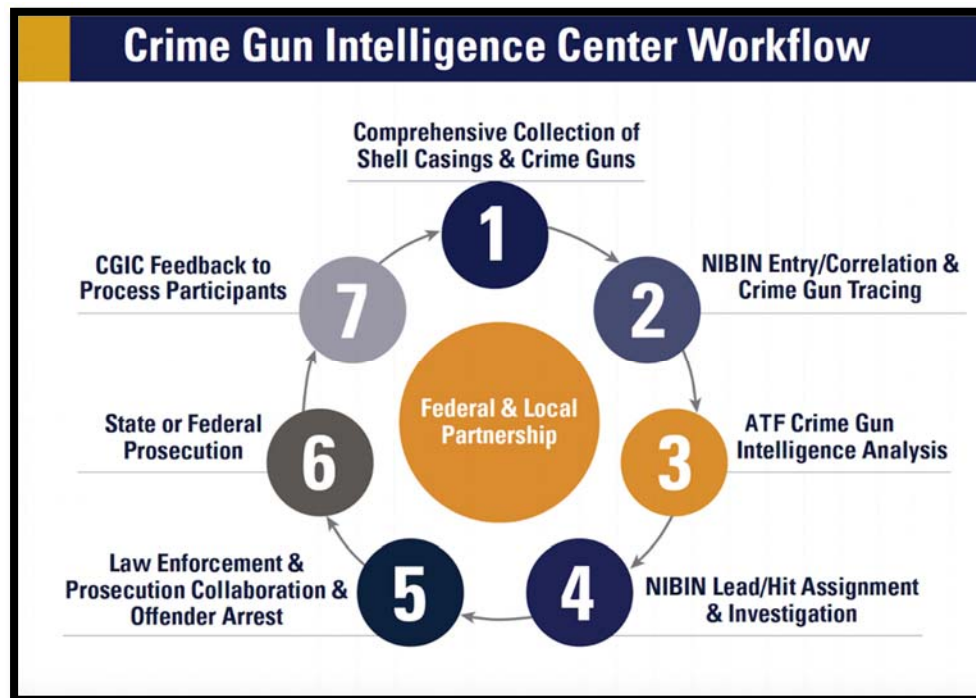 Crime Gun Intelligence Center Workflow
Comprehensive Collection of
Shell Casings & Crime Guns
1
NIBIN Entry/Correlation &
Crime Gun Tracing
2
ATF Crime Gun
Intelligence Analysis
3
NIBIN Lead/Hit Assignment
& Investigation
4
Law Enforcement &
Prosecution Collaboration &
Offender Arrest
5
State or Federal
Prosecution
6
CGIC Feedback to
Process Participants
7
Federal & Local
Partnership